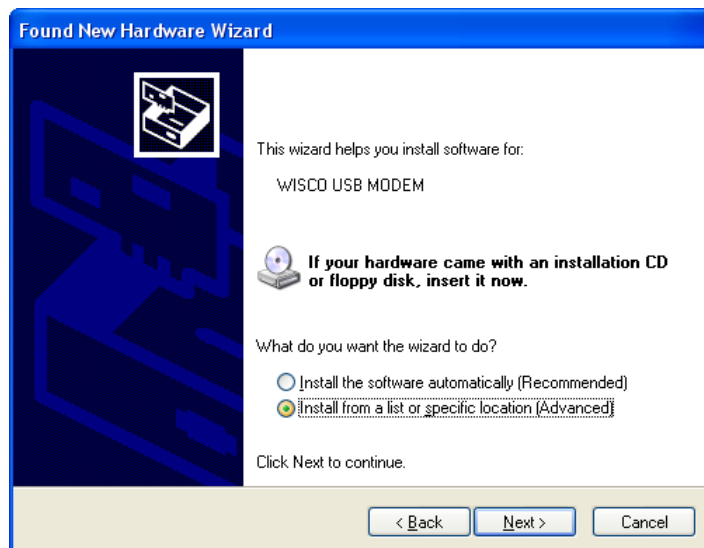 Found New Hardware Wizard
This wizard helps you install software for:
WISCO USB MODEM
If your hardware came with an installation CD
or floppy disk, insert it now.
What do you want the wizard to do?
Install the software automatically (Recommended)
Install from a list or specific location (Advanced)
Click Next to continue.
< Back
Next >
Cancel